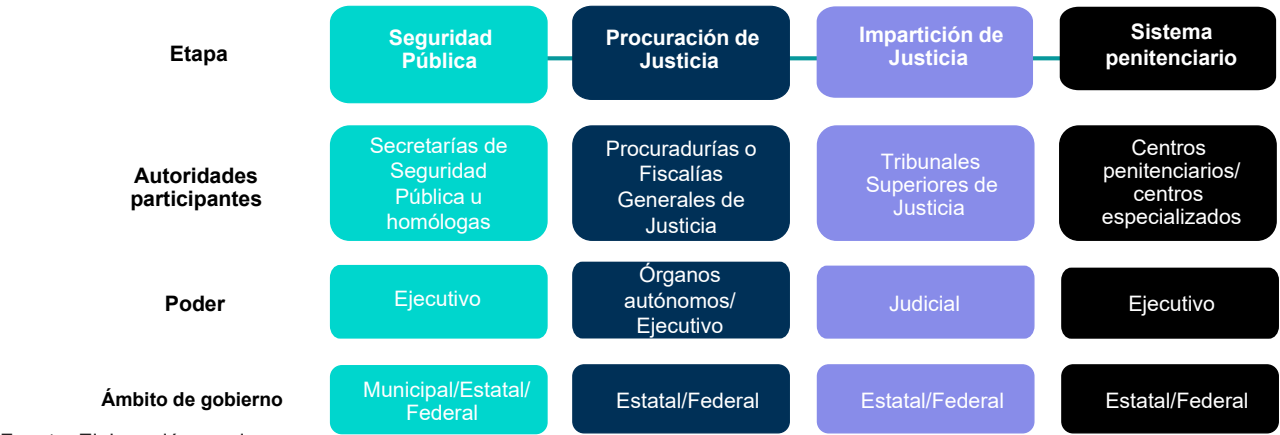 Etapa
Seguridad
Pública
Procuración de
Justicia
Impartición de
Justicia
Sistema
penitenciario
Autoridades
participantes
Secretarías de
Seguridad
Pública u
homólogas
Procuradurías o
Fiscalías
Generales de
Justicia
Tribunales
Superiores de
Justicia
Centros
penitenciarios/
centros
especializados
Poder
Ejecutivo
Órganos
autónomos/
Ejecutivo
Judicial
Ejecutivo
Ámbito de gobierno
Municipal/Estatal/
Federal
Estatal/Federal
Estatal/Federal
Estatal/Federal